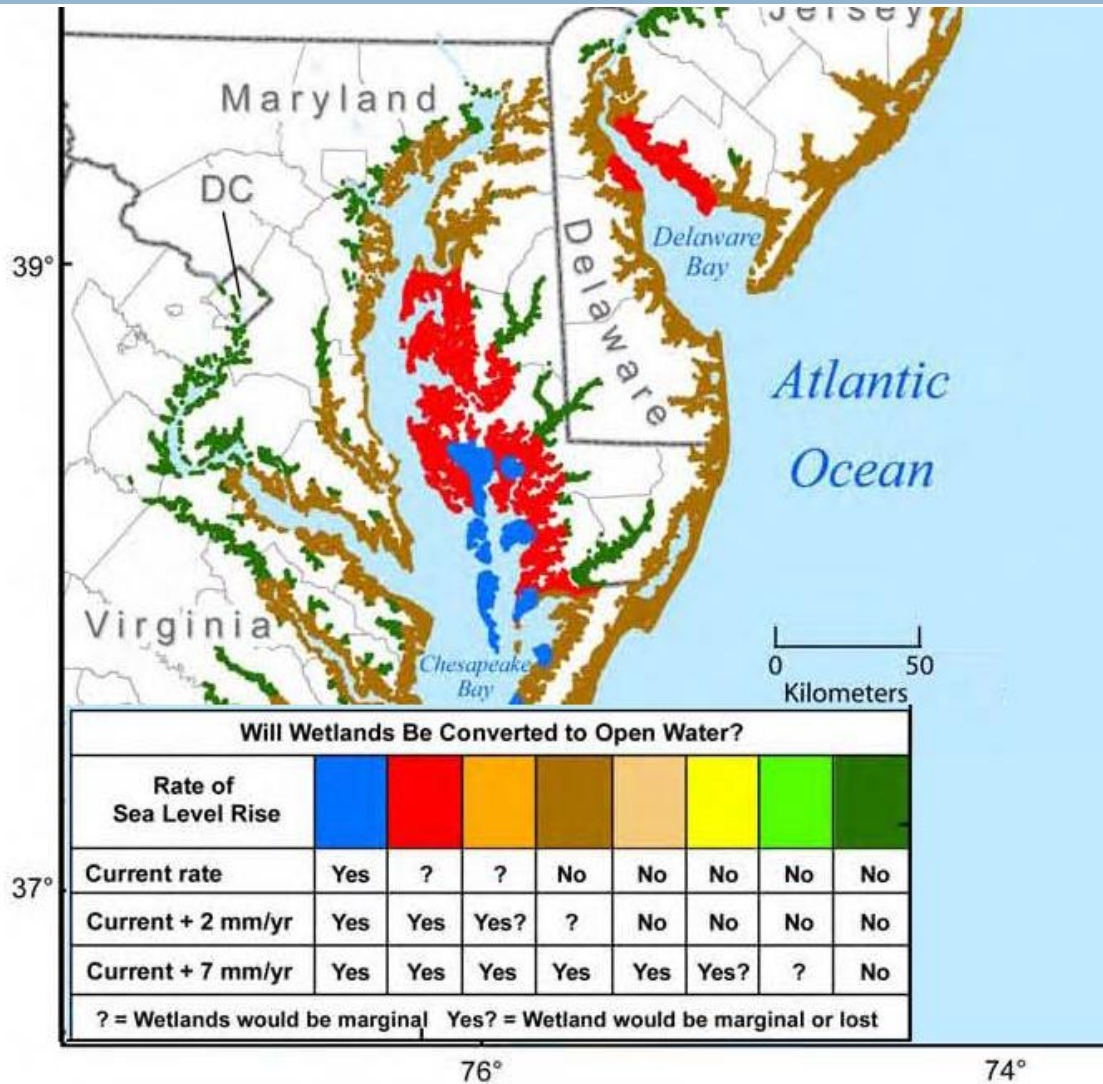 Jersey
Maryland
DC
39°
Delaware
Bay
Delaware
Atlantic
Ocean
Virginia
Chesapeake
Bay
0 50
Kilometers
Will Wetlands Be Converted to Open Water?
Rate of
Sea Level Rise
Current rate Yes ? ? No No No No No
37°
Current + 2 mm/yr Yes Yes Yes? ? No No No No
Current + 7 mm/yr Yes Yes Yes Yes Yes Yes? ? No
? = Wetlands would be marginal Yes? = Wetland would be marginal or lost
76° 74°